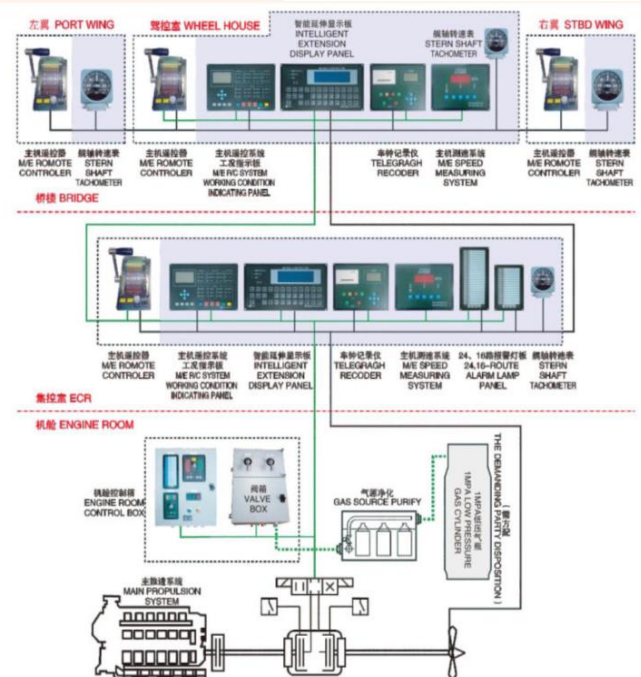 左翼 PORT WING
驾控室 WHEEL HOUSE
智能延伸显示板
INTELLIGENT
EXTENSION
DISPLAY PANEL
艉轴转速表
STERN SHAFT
TACHOMETER
右翼 STBD WING
主机遥控器
M/E ROMOTE
CONTROLER
艉轴转速表
STERN
SHAFT
TACHOMETER
主机遥控器
M/E ROMOTE
CONTROLER
主机遥控系统
工况指示板
M/E R/C SYSTEM
WORKING CONDITION
INDICATING PANEL
车钟记录仪
TELEGRAGH
RECODER
主机测速系统
M/E SPEED
MEASURING
SYSTEM
主机遥控器
M/E ROMOTE
CONTROLER
艉轴转速表
STERN
SHAFT
TACHOMETER
桥楼 BRIDGE
主机遥控器
M/E ROMOTE
CONTROLER
主机遥控系统
工况指示板
M/E R/C SYSTEM
WORKING CONDITION
INDICATING PANEL
智能延伸显示板
INTELLIGENT
EXTENSION
DISPLAY PANEL
车钟记录仪
TELEGRAGH
RECODER
主机测速系统
M/E SPEED
MEASURING
SYSTEM
24、16路报警灯板
24,16-ROUTE
ALARM LAMP
PANEL
艉轴转速表
STERN
SHAFT
TACHOMETER
集控室 ECR
机舱 ENGINE ROOM
机舱控制箱
ENGINE ROOM
CONTROL BOX
阀箱
VALVE
BOX
气源净化
GAS SOURCE PURIFY
1MPA LOW PRESSURE
GAS CYLINDER
THE DEMANDING PARTY DISPOSITION
主推进系统
MAIN PROPULSION
SYSTEM